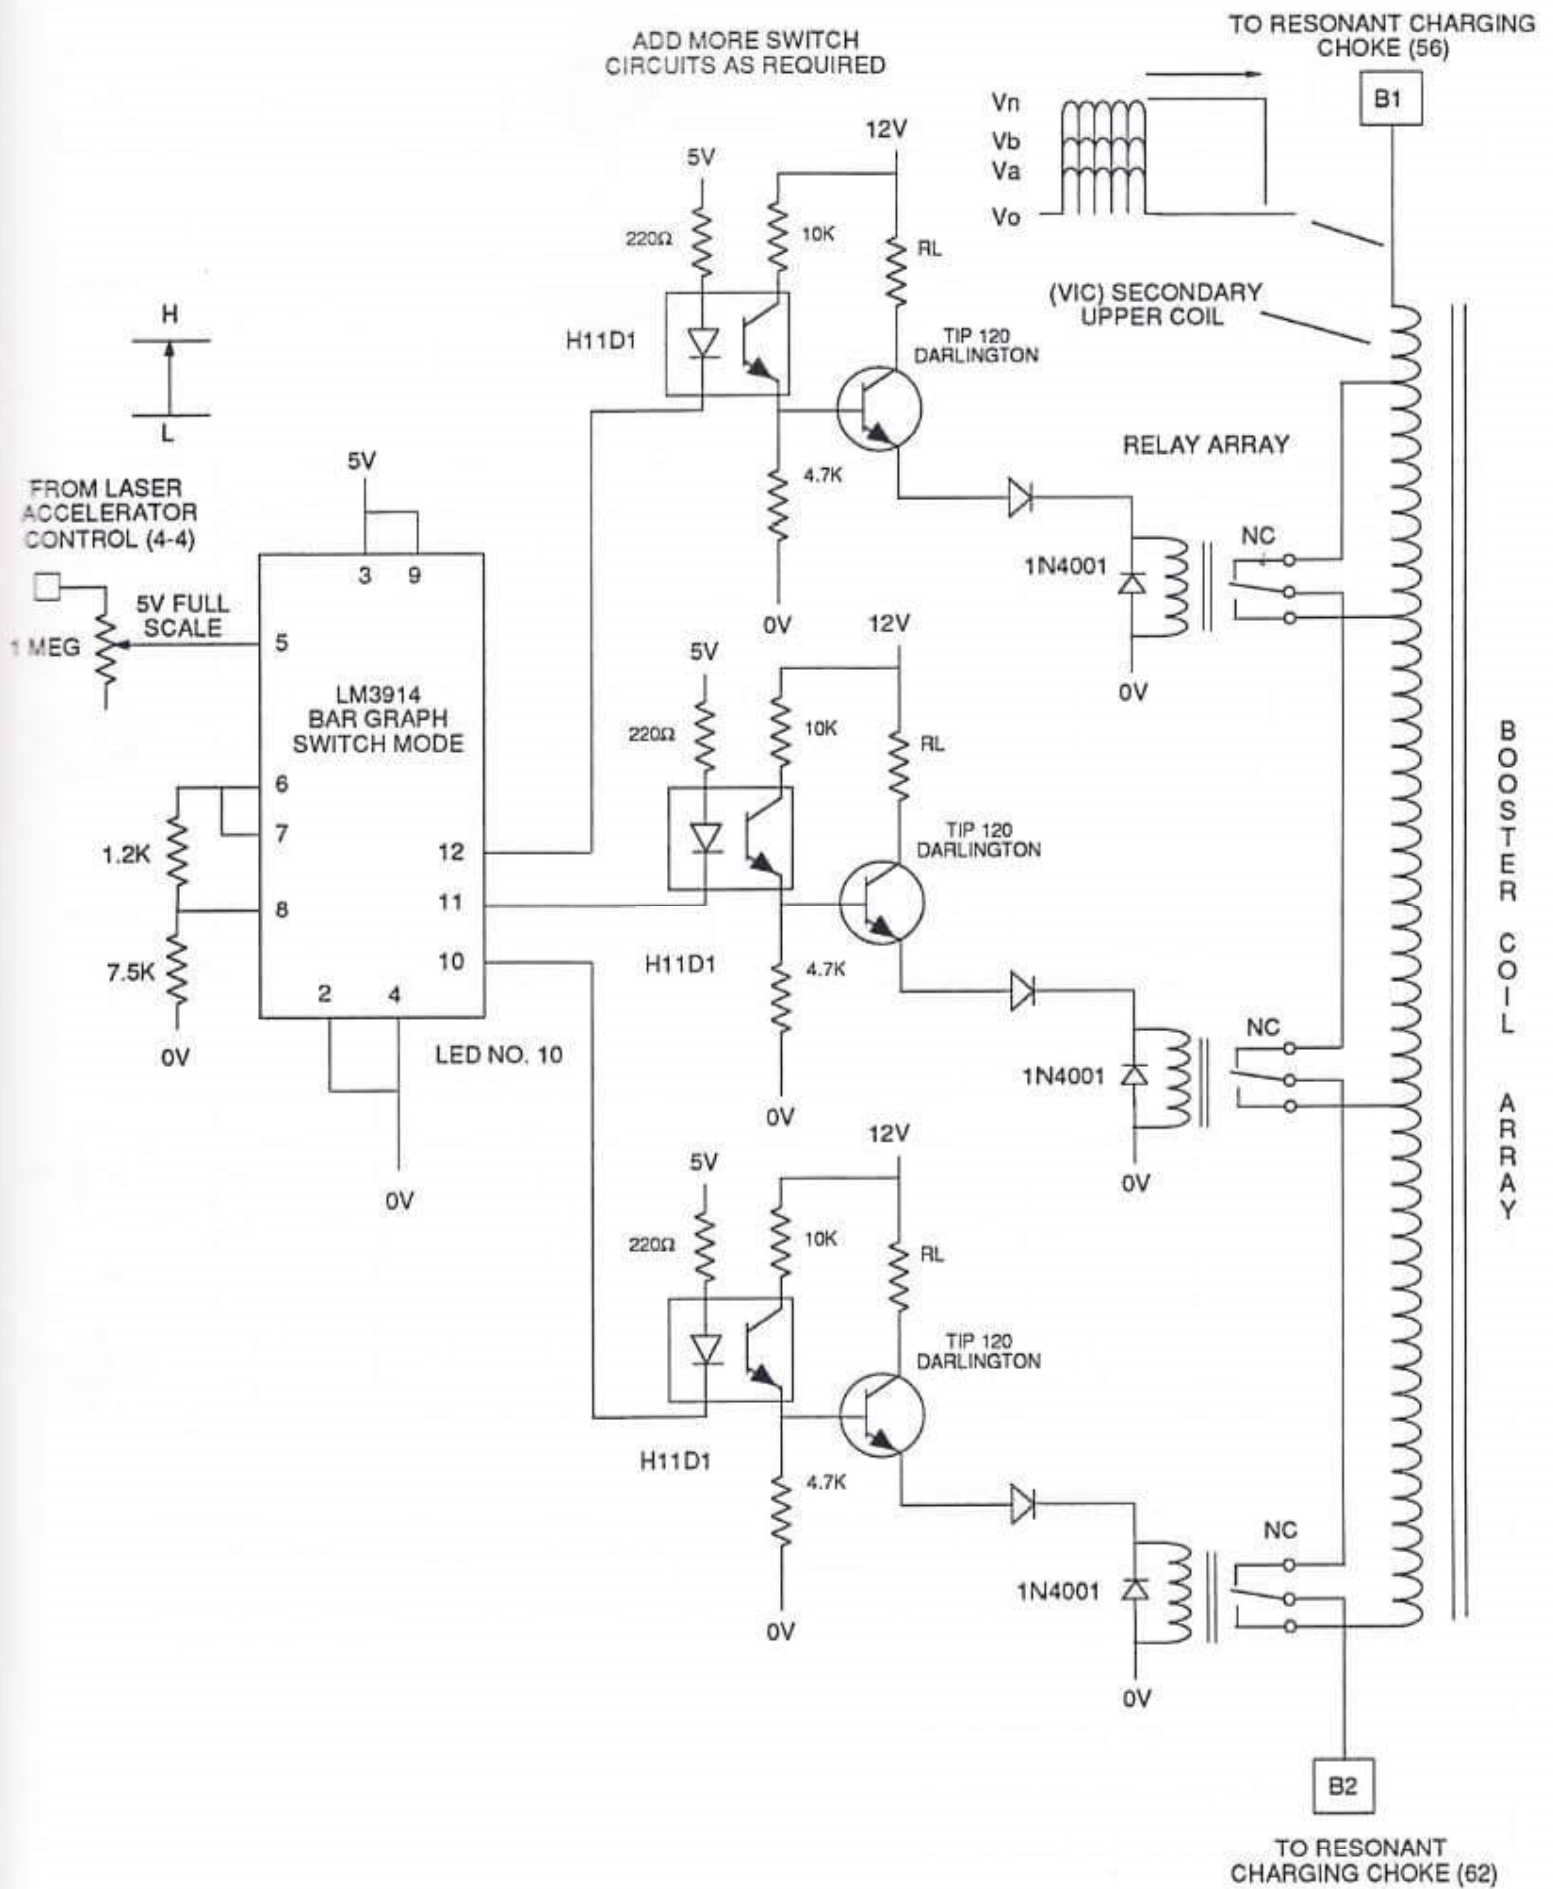 TO RESONANT CHARGING
CHOKE (56)
B1
ADD MORE SWITCH
CIRCUITS AS REQUIRED
Vn
Vb
Va
Vo
12V
5V
220Ω
10K
RL
(VIC) SECONDARY
UPPER COIL
H11D1
TIP 120
DARLINGTON
H
L
RELAY ARRAY
4.7K
5V
FROM LASER
ACCELERATOR
CONTROL (4-4)
NC
1N4001
3
9
5V FULL
SCALE
1 MEG
5
0V
12V
5V
0V
LM3914
BAR GRAPH
SWITCH MODE
220Ω
10K
RL
6
7
1.2K
12
TIP 120
DARLINGTON
8
11
7.5K
10
H11D1
4.7K
2
4
0V
LED NO. 10
NC
1N4001
BOOSTER COIL ARRAY
0V
12V
5V
0V
0V
220Ω
10K
RL
TIP 120
DARLINGTON
H11D1
4.7K
NC
1N4001
0V
0V
B2
TO RESONANT
CHARGING CHOKE (62)